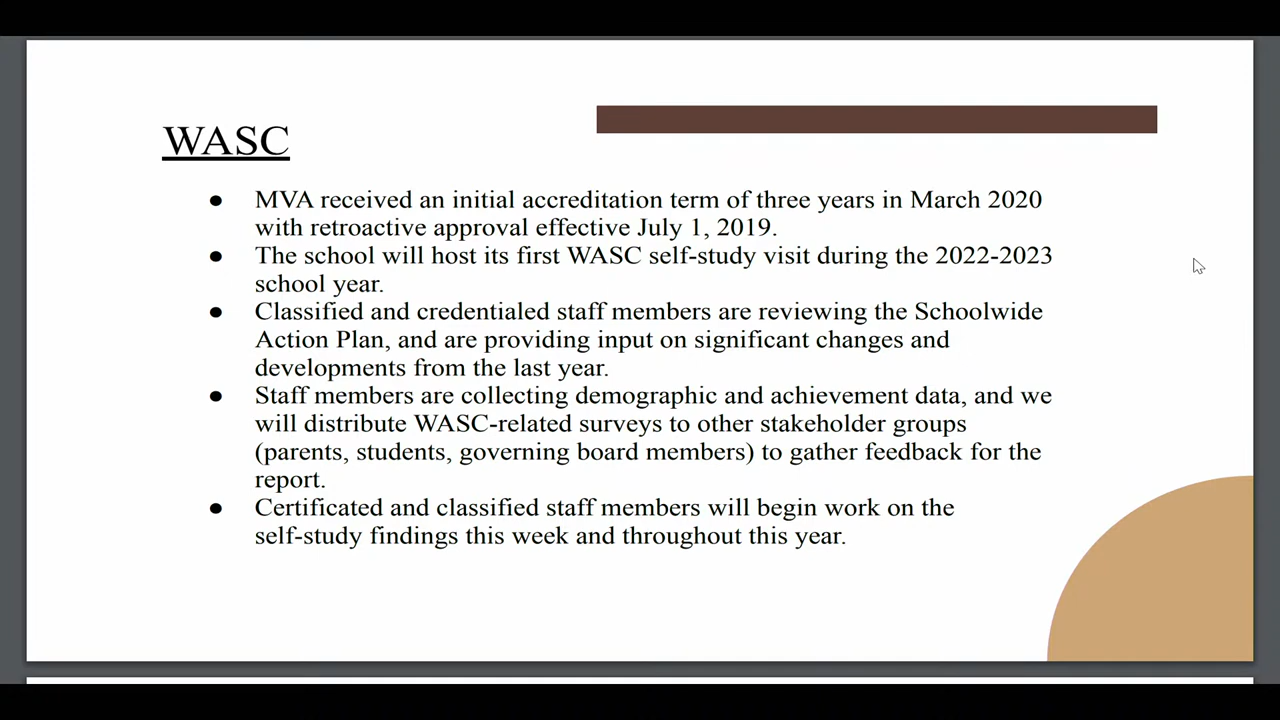 WASC
● MVA received an initial accreditation term of three years in March 2020
with retroactive approval effective July 1, 2019.
● The school will host its first WASC self-study visit during the 2022-2023
school year.
● Classified and credentialed staff members are reviewing the Schoolwide
Action Plan, and are providing input on significant changes and
developments from the last year.
● Staff members are collecting demographic and achievement data, and we
will distribute WASC-related surveys to other stakeholder groups
(parents, students, governing board members) to gather feedback for the
report.
● Certificated and classified staff members will begin work on the
self-study findings this week and throughout this year.